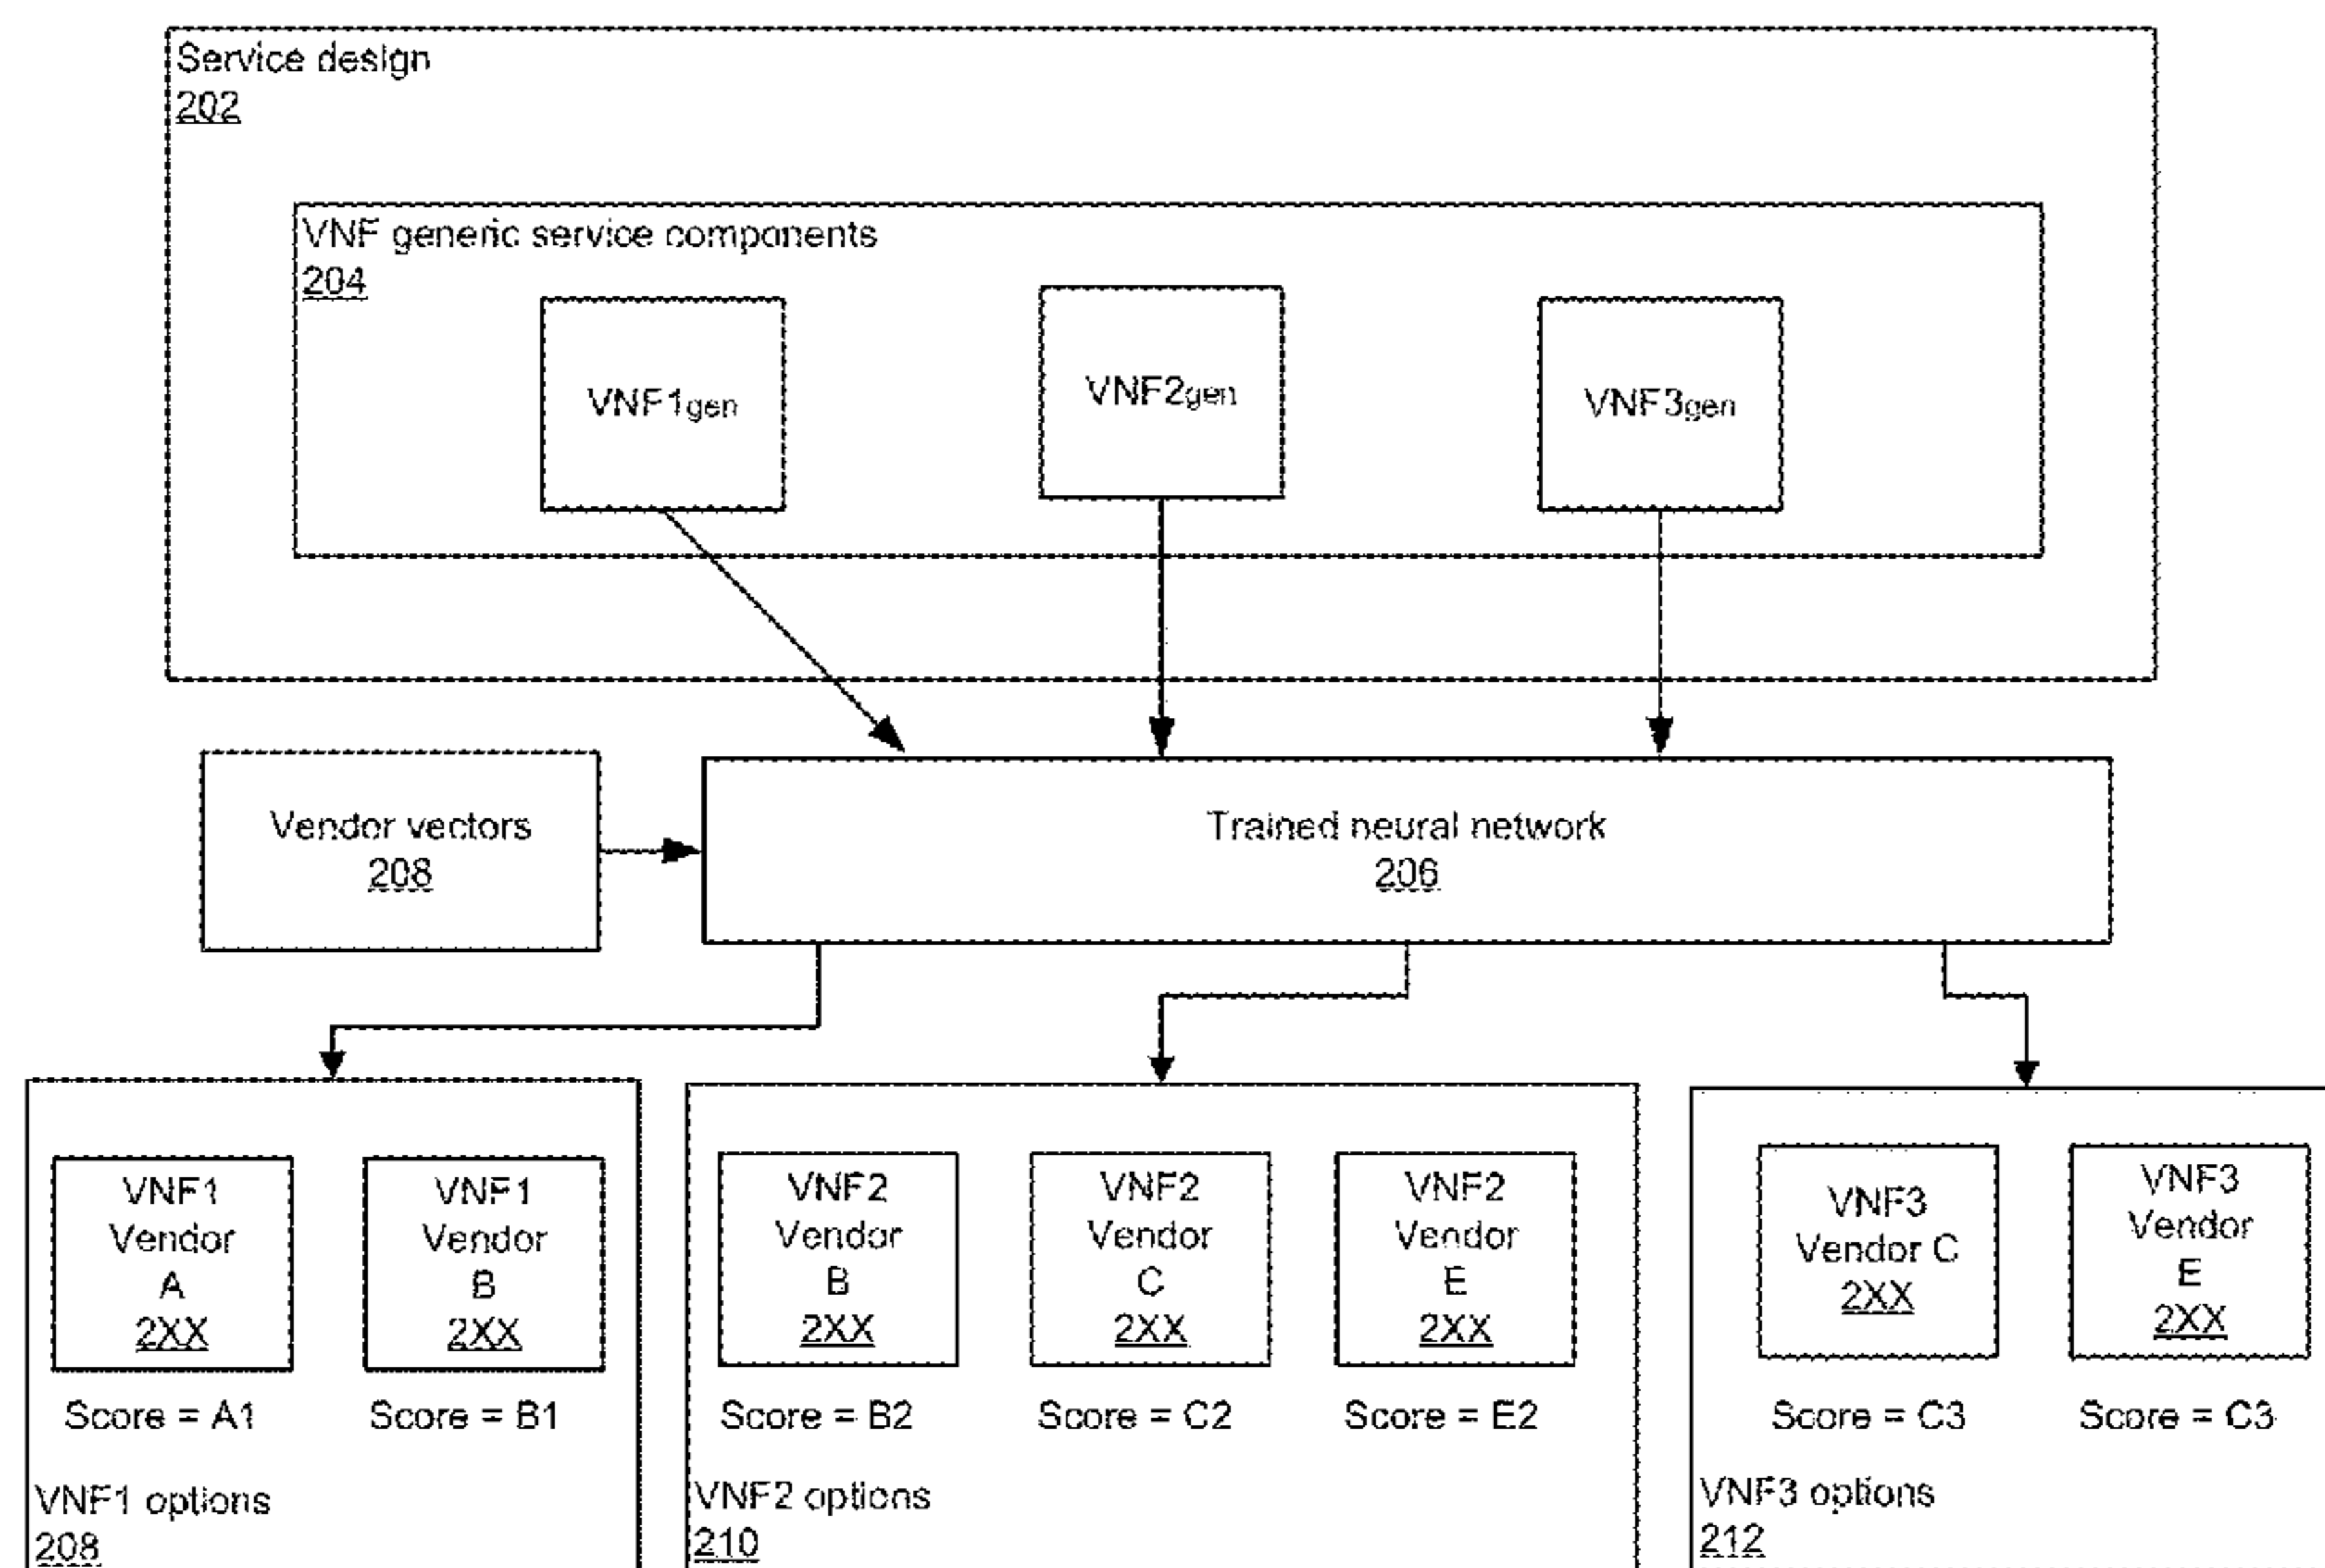 Service design
202
VNF generic service components
204
VNF1gen
VNF2gen
VNF3gen
Vendor vectors
208
Trained neural network
206
VNF1
Vendor
A
2XX
Score = A1
VNF1
Vendor
B
2XX
Score = B1
VNF1 options
208
VNF2
Vendor
B
2XX
Score = B2
VNF2
Vendor
C
2XX
Score = C2
VNF2
Vendor
E
2XX
Score = E2
VNF2 options
210
VNF3
Vendor C
2XX
Score = C3
VNF3
Vendor
E
2XX
Score = C3
VNF3 options
212